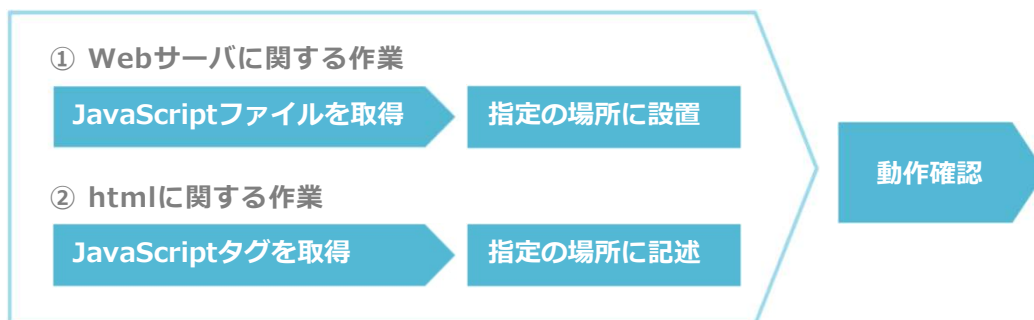 ① Webサーバに関する作業
JavaScriptファイルを取得
指定の場所に設置
動作確認
② htmlに関する作業
JavaScriptタグを取得
指定の場所に記述